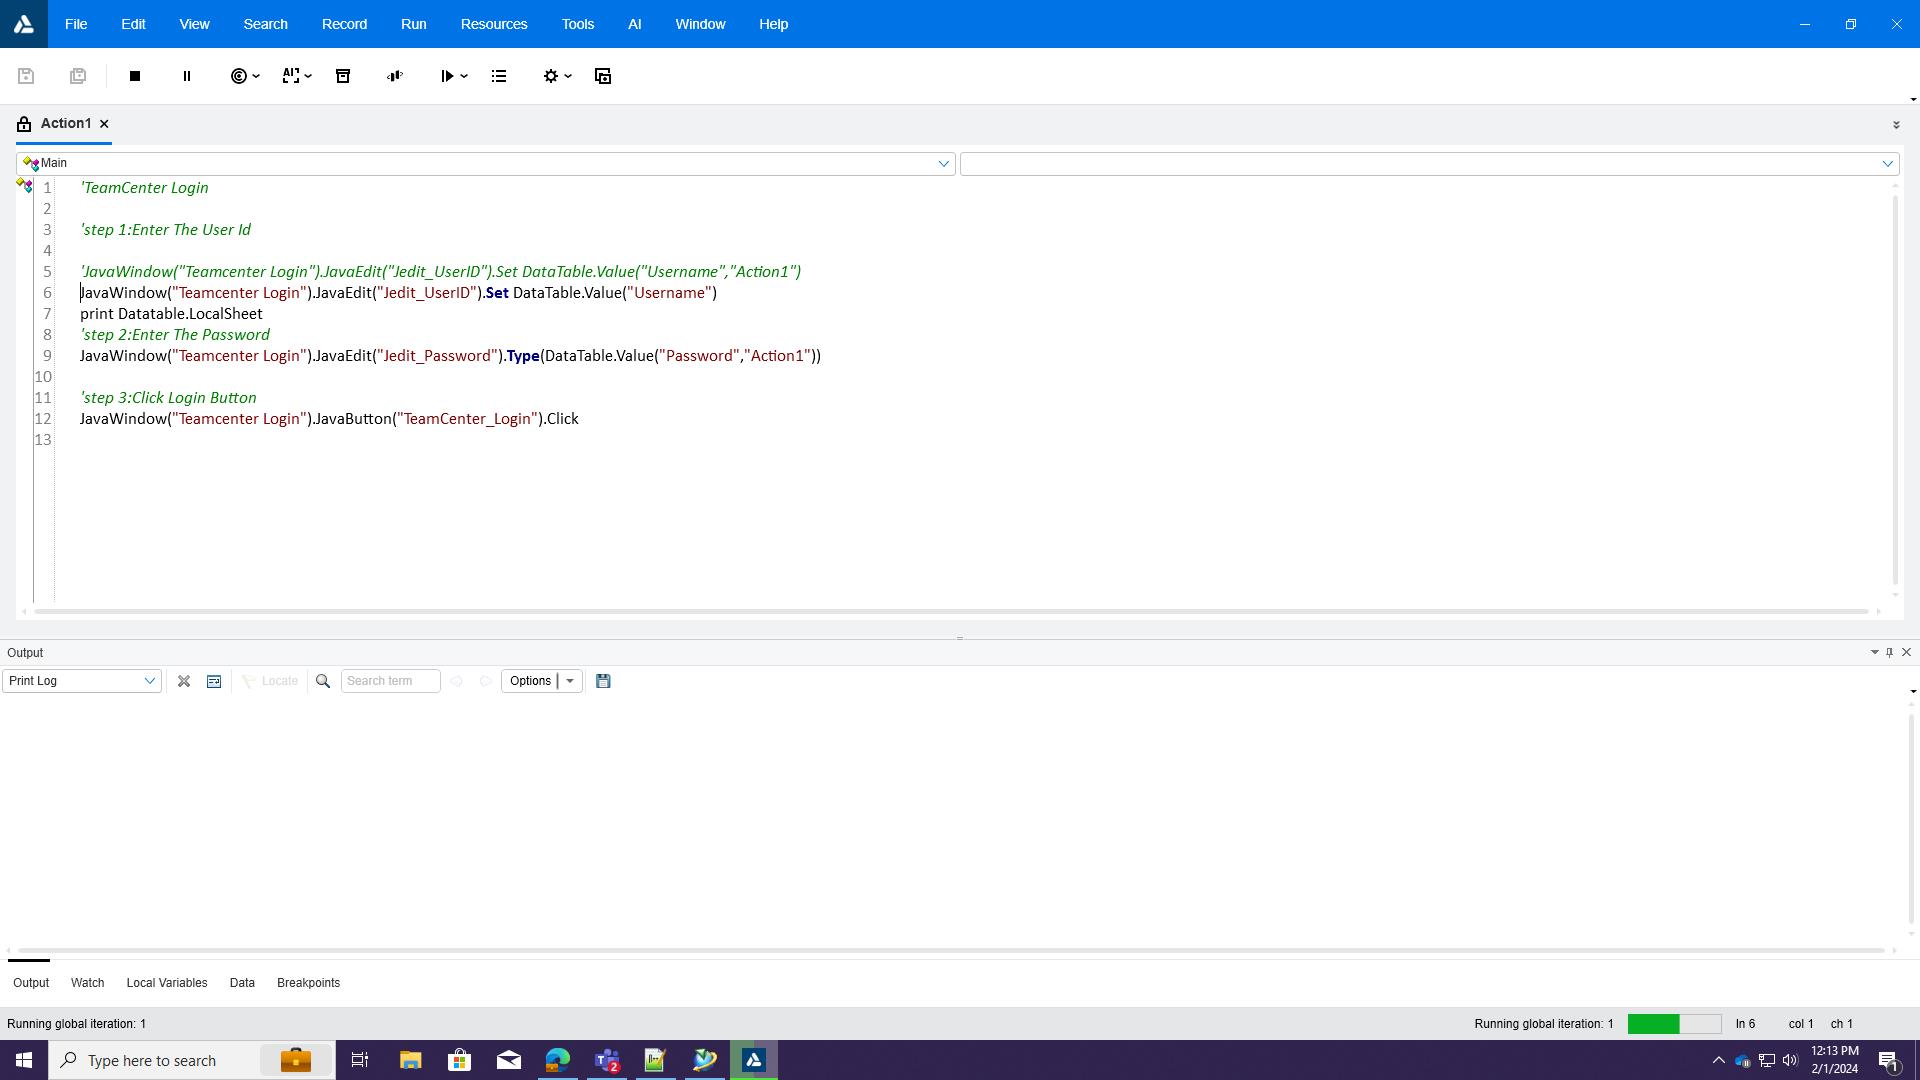 File Edit View Search Record Run Resources Tools AI Window Help
AI
Action1
Main
1 'TeamCenter Login
2
3 'step 1:Enter The User Id
4
5 'JavaWindow("Teamcenter Login").JavaEdit("Jedit_UserID").Set DataTable.Value("Username","Action1")
6 JavaWindow("Teamcenter Login").JavaEdit("Jedit_UserID").Set DataTable.Value("Username")
7 print Datatable.LocalSheet
8 'step 2:Enter The Password
9 JavaWindow("Teamcenter Login").JavaEdit("Jedit_Password").Type(DataTable.Value("Password","Action1"))
10
11 'step 3:Click Login Button
12 JavaWindow("Teamcenter Login").JavaButton("TeamCenter_Login").Click
13
Output
Print Log Locate Search term Options
Output Watch Local Variables Data Breakpoints
Running global iteration: 1 Running global iteration: 1 ln 6 col 1 ch 1
Type here to search 2 12:13 PM
2/1/2024 1